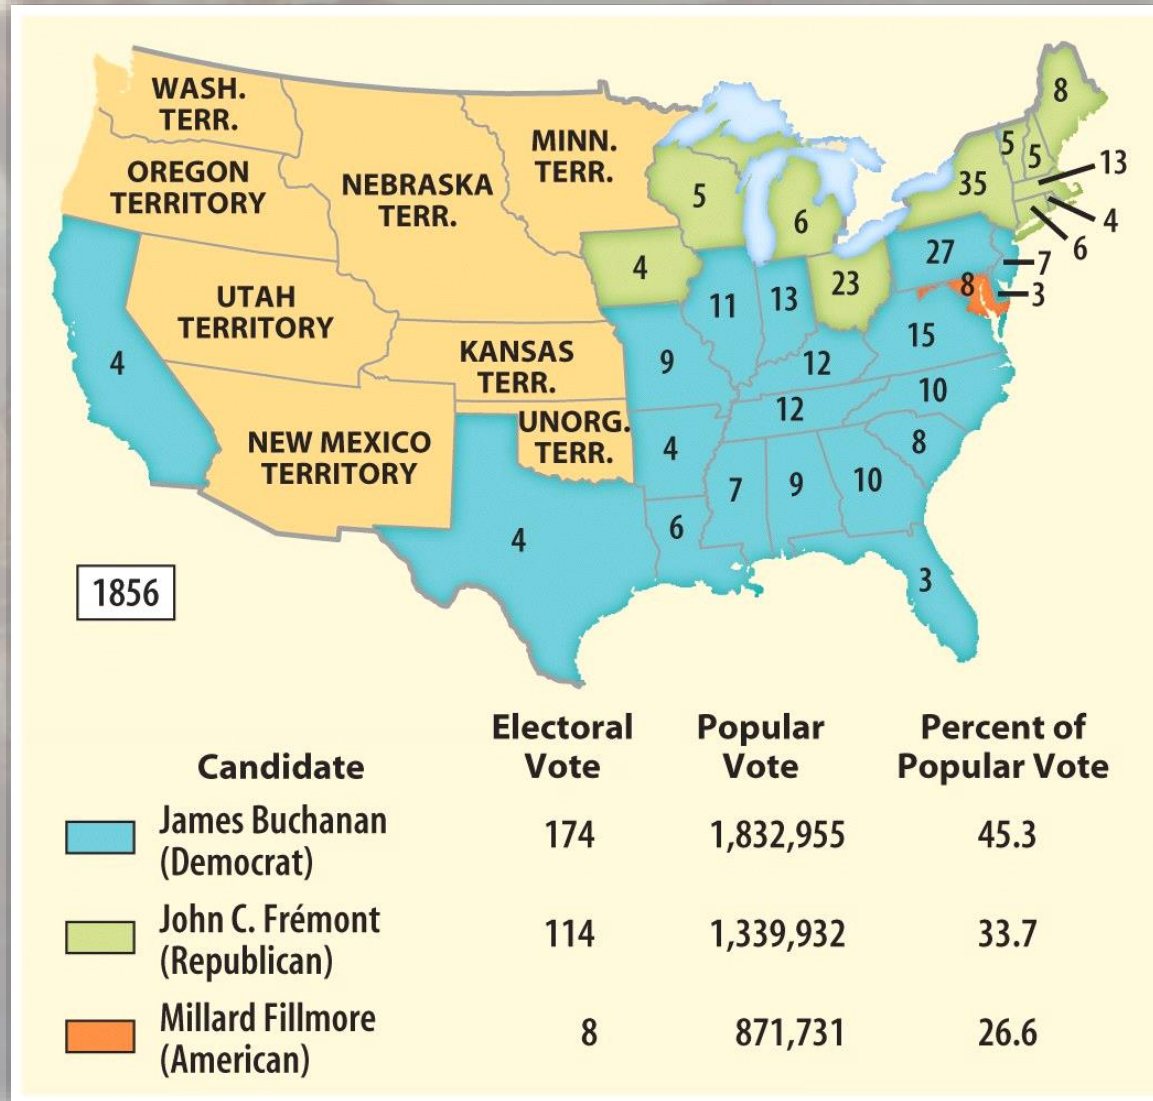 WASH.
TERR.
OREGON
TERRITORY
NEBRASKA
TERR.
MINN.
TERR.
UTAH
TERRITORY
KANSAS
TERR.
UNORG.
TERR.
NEW MEXICO
TERRITORY
8
5
5
13
35
4
6
5
6
4
27
7
8
3
23
11
13
15
4
9
12
10
12
8
4
7
9
10
6
4
3
1856
Candidate
Electoral
Vote
Popular
Vote
Percent of
Popular Vote
James Buchanan
(Democrat)
174
1,832,955
45.3
John C. Frémont
(Republican)
114
1,339,932
33.7
Millard Fillmore
(American)
8
871,731
26.6